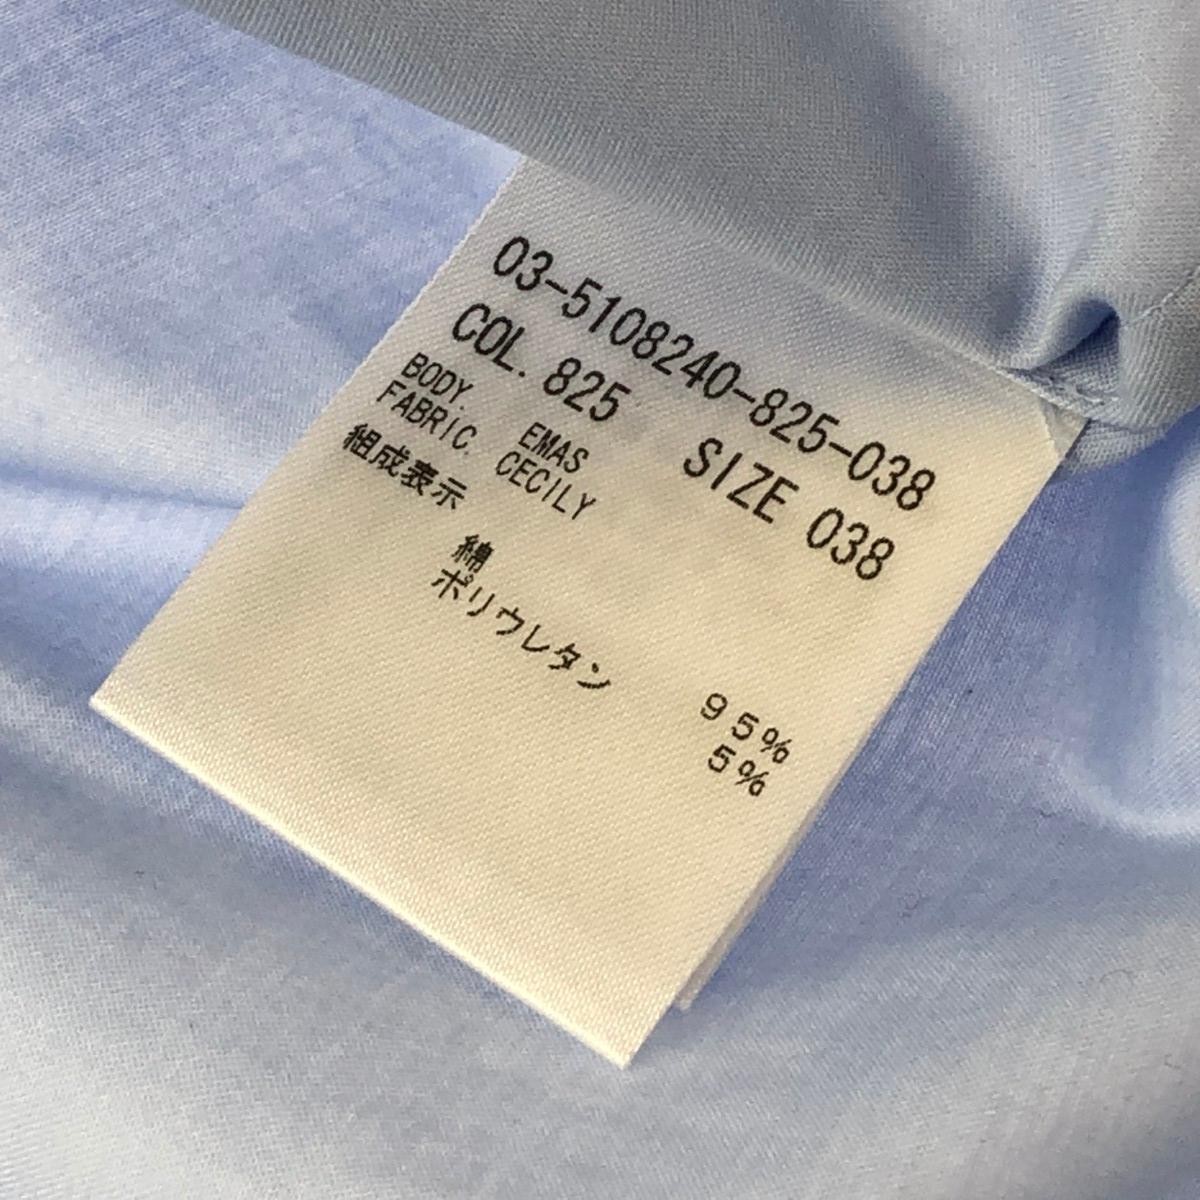 03-5108240-825-038
COL. 825 SIZE 038
BODY. EMAS
FABRIC. CECILY
組成表示
綿 95%
ポリウレタン 5%